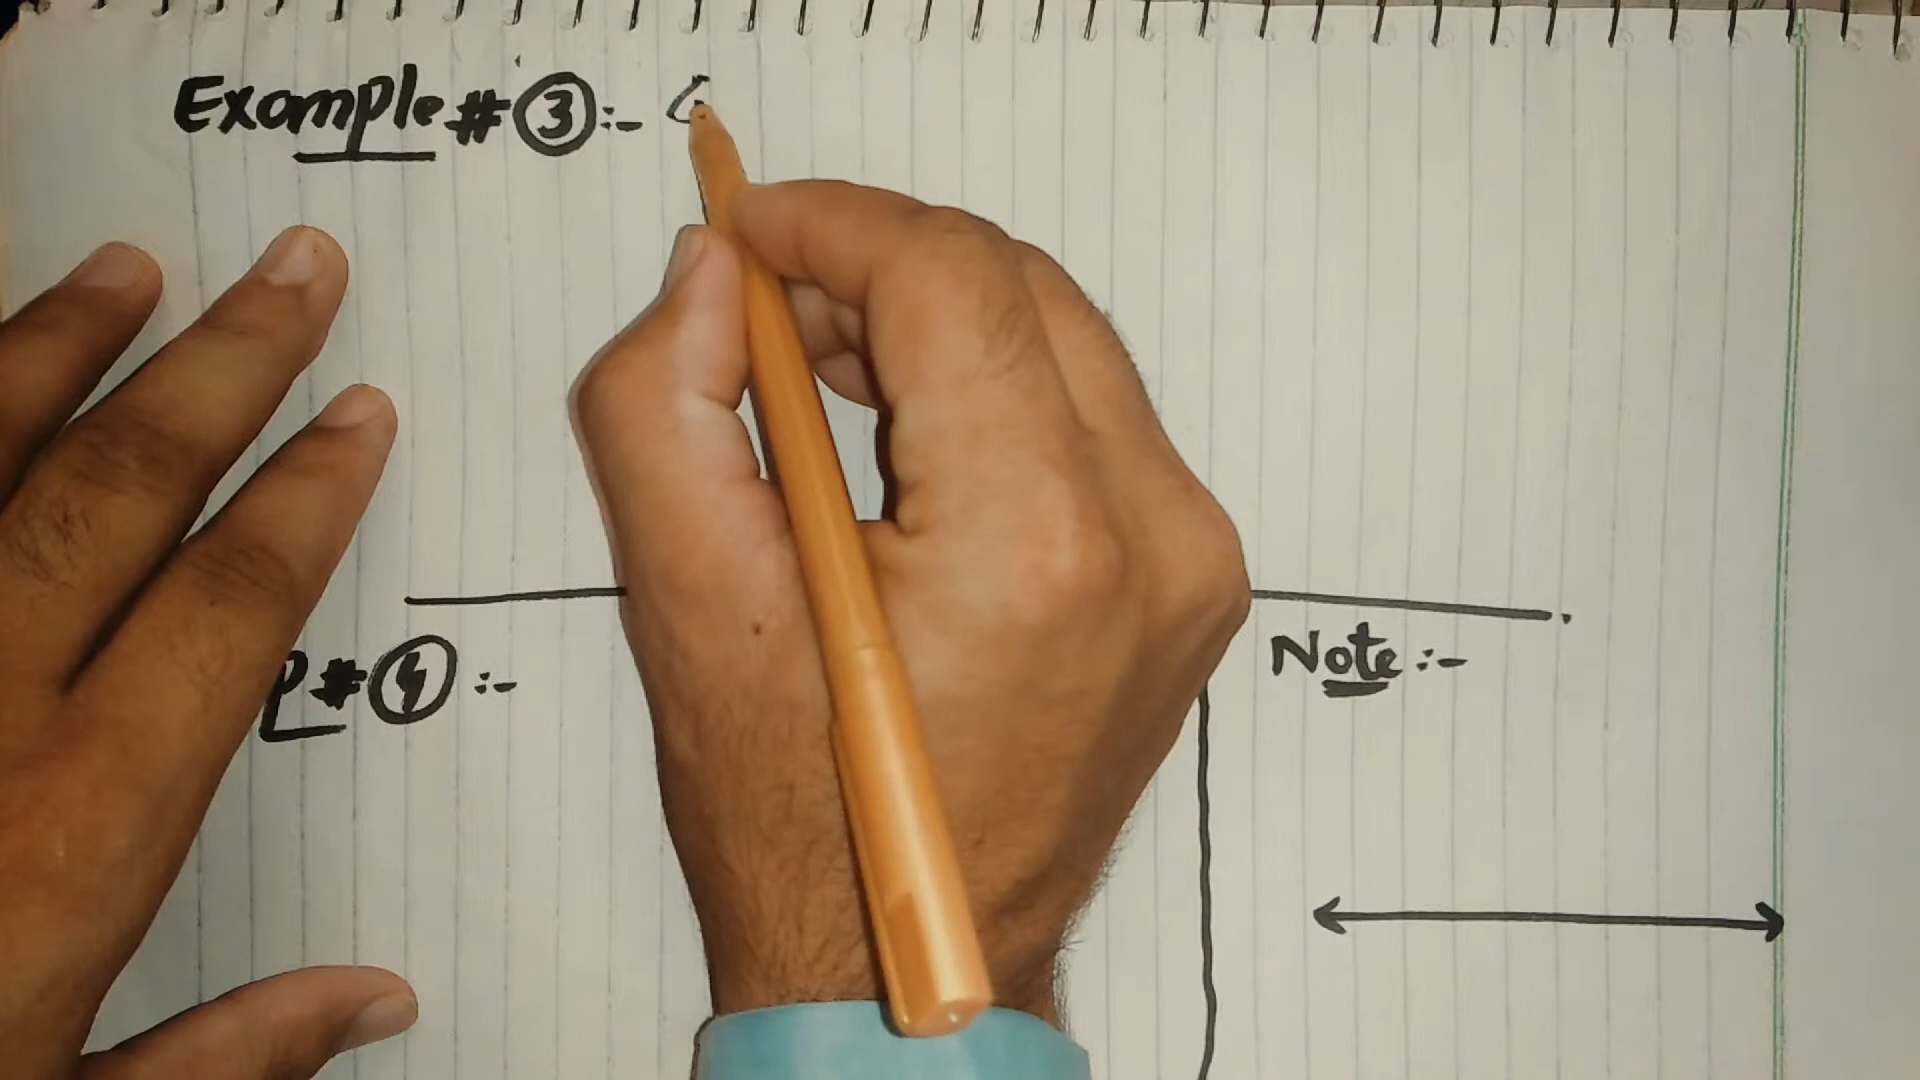 Example # 3 :-
p # 4 :-
Note :-